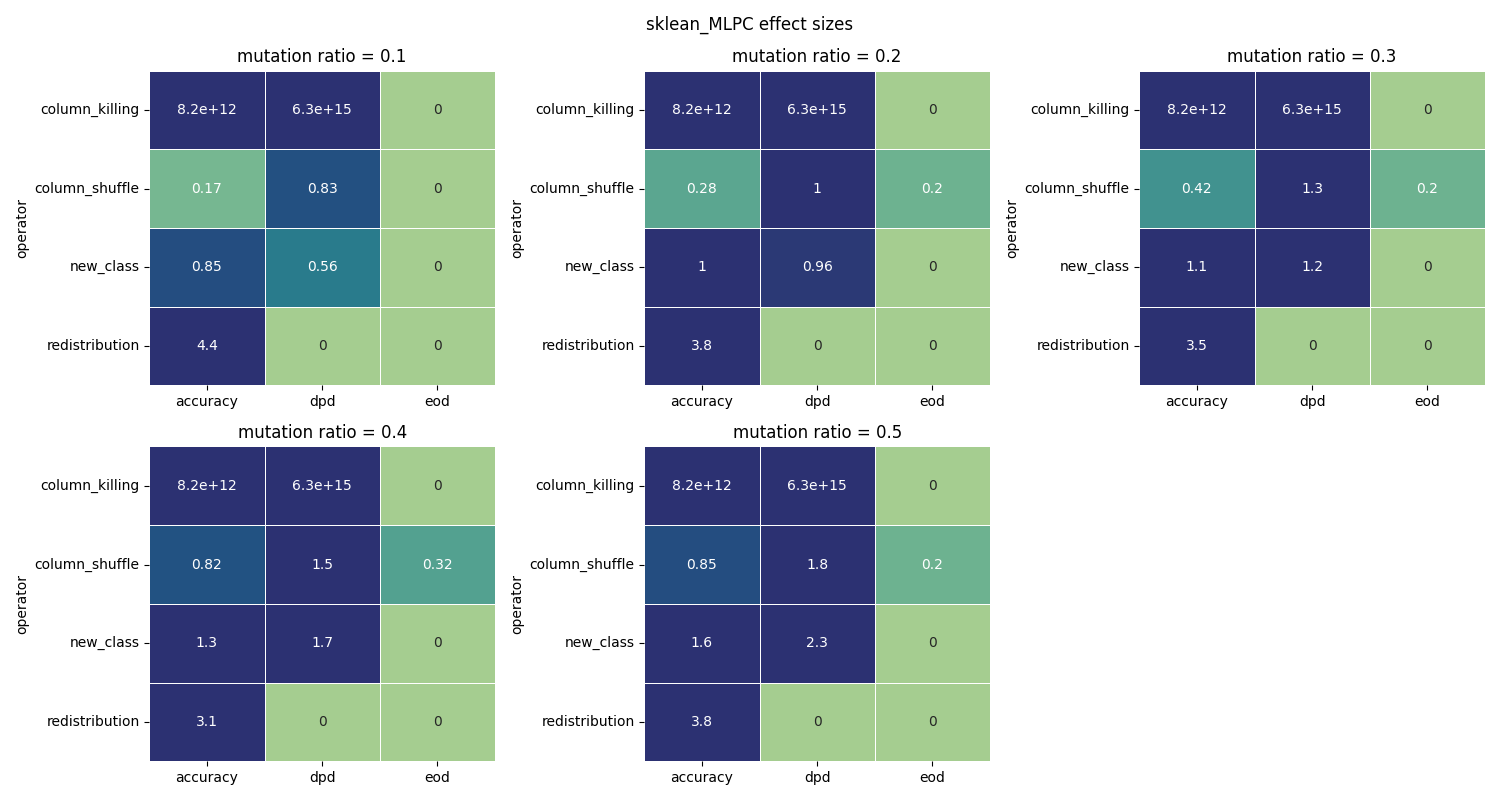 sklean_MLPC effect sizes
mutation ratio = 0.1
operator
column_killing 8.2e+12 6.3e+15 0
column_shuffle 0.17 0.83 0
new_class 0.85 0.56 0
redistribution 4.4 0 0
accuracy dpd eod
mutation ratio = 0.2
operator
column_killing 8.2e+12 6.3e+15 0
column_shuffle 0.28 1 0.2
new_class 1 0.96 0
redistribution 3.8 0 0
accuracy dpd eod
mutation ratio = 0.3
operator
column_killing 8.2e+12 6.3e+15 0
column_shuffle 0.42 1.3 0.2
new_class 1.1 1.2 0
redistribution 3.5 0 0
accuracy dpd eod
mutation ratio = 0.4
operator
column_killing 8.2e+12 6.3e+15 0
column_shuffle 0.82 1.5 0.32
new_class 1.3 1.7 0
redistribution 3.1 0 0
accuracy dpd eod
mutation ratio = 0.5
operator
column_killing 8.2e+12 6.3e+15 0
column_shuffle 0.85 1.8 0.2
new_class 1.6 2.3 0
redistribution 3.8 0 0
accuracy dpd eod